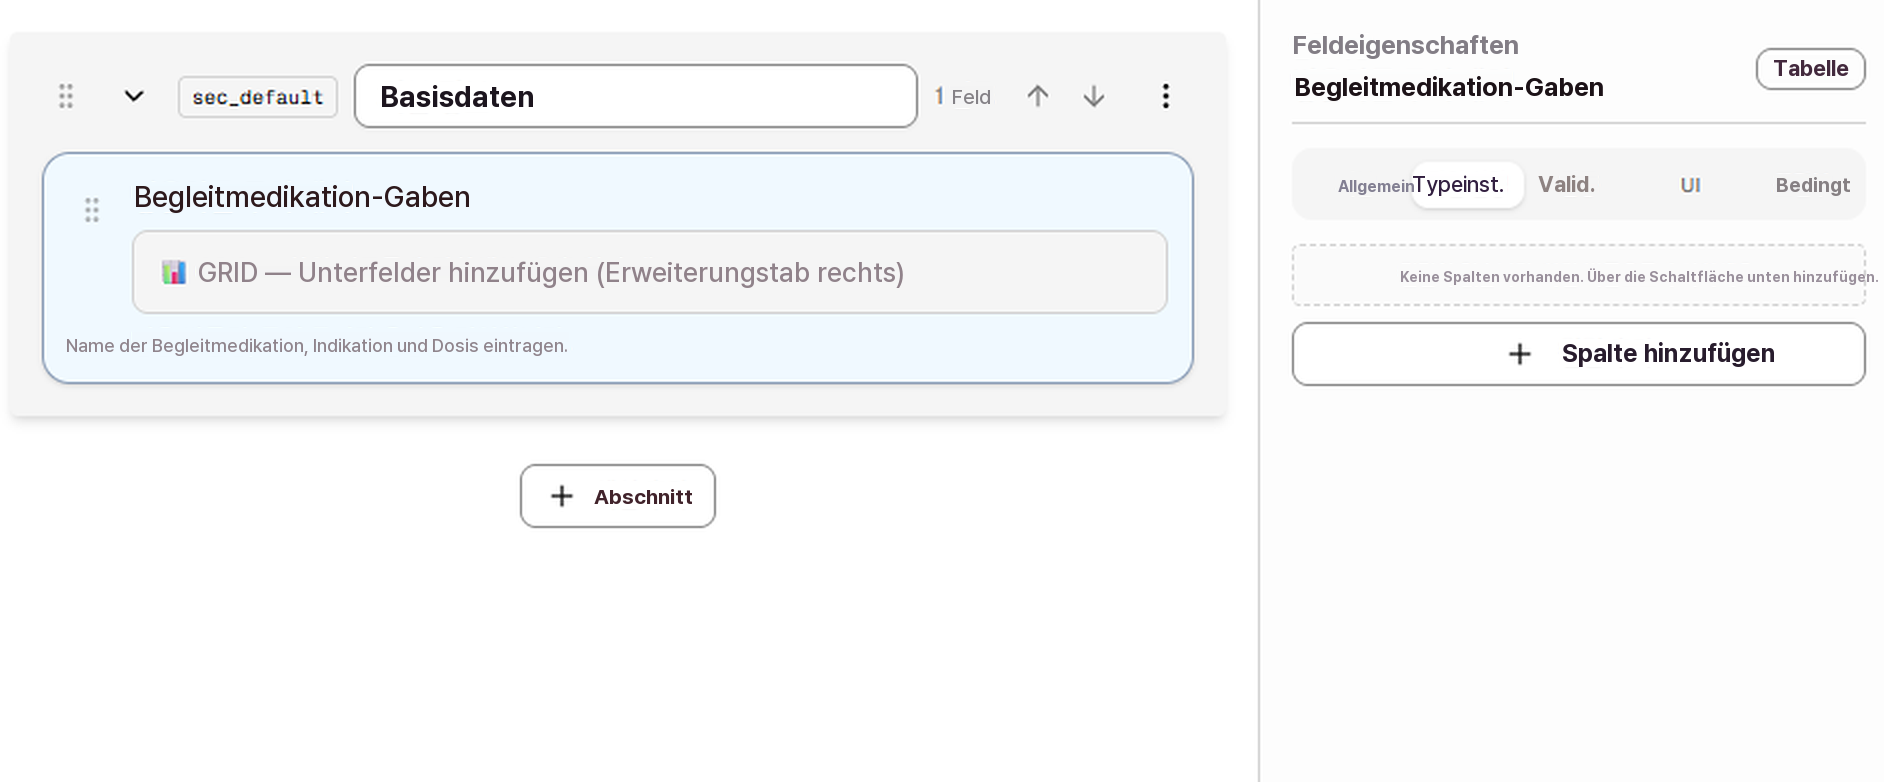 sec_default
Basisdaten
1 Feld
Begleitmedikation-Gaben
GRID — Unterfelder hinzufügen (Erweiterungstab rechts)
Name der Begleitmedikation, Indikation und Dosis eintragen.
Abschnitt
Feldeigenschaften
Begleitmedikation-Gaben
Tabelle
Allgemein Typeinst. Valid. UI Bedingt
Keine Spalten vorhanden. Über die Schaltfläche unten hinzufügen.
Spalte hinzufügen